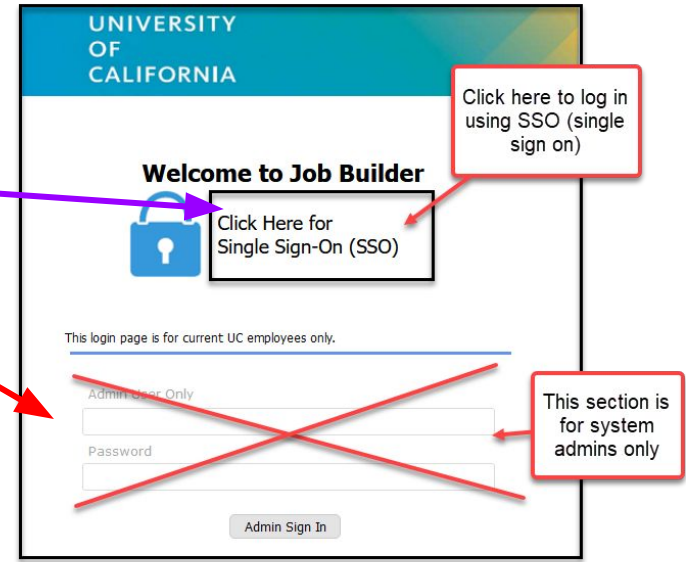 UNIVERSITY
OF
CALIFORNIA
Click here to log in
using SSO (single
sign on)
Welcome to Job Builder
Click Here for
Single Sign-On (SSO)
This login page is for current UC employees only.
Admin User Only
Password
This section is
for system
admins only
Admin Sign In